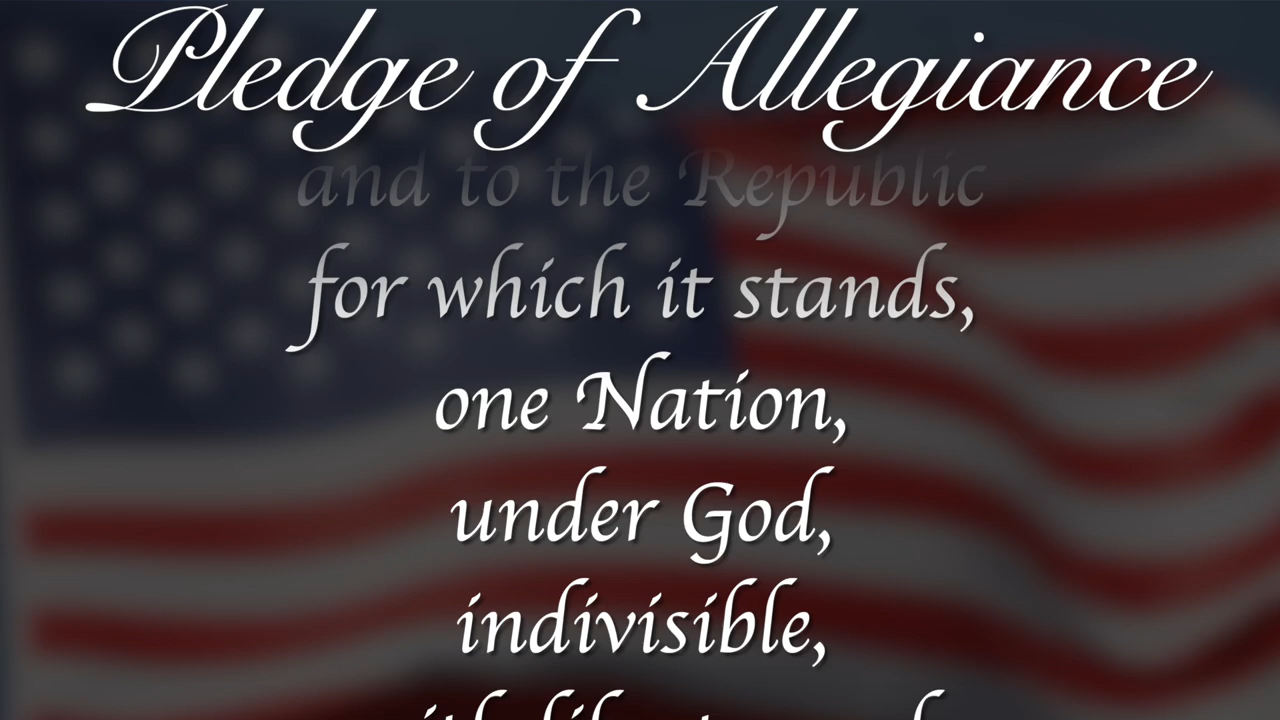 Pledge of Allegiance
and to the Republic
for which it stands,
one Nation,
under God,
indivisible,